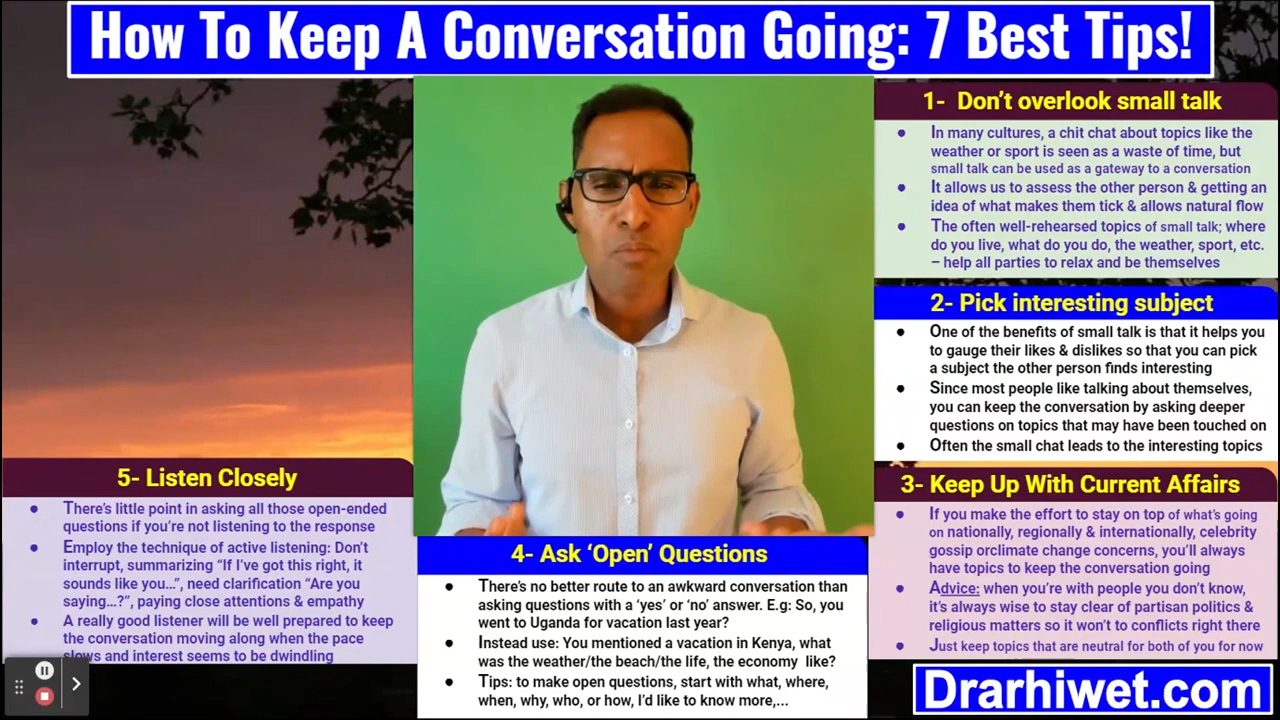 How To Keep A Conversation Going: 7 Best Tips!
1- Don't overlook small talk
● In many cultures, a chit chat about topics like the
weather or sport is seen as a waste of time, but
small talk can be used as a gateway to a conversation
● It allows us to assess the other person & getting an
idea of what makes them tick & allows natural flow
● The often well-rehearsed topics of small talk; where
do you live, what do you do, the weather, sport, etc.
– help all parties to relax and be themselves
2- Pick interesting subject
● One of the benefits of small talk is that it helps you
to gauge their likes & dislikes so that you can pick
a subject the other person finds interesting
● Since most people like talking about themselves,
you can keep the conversation by asking deeper
questions on topics that may have been touched on
● Often the small chat leads to the interesting topics
3- Keep Up With Current Affairs
● If you make the effort to stay on top of what's going
on nationally, regionally & internationally, celebrity
gossip orclimate change concerns, you'll always
have topics to keep the conversation going
● Advice: when you're with people you don't know,
it's always wise to stay clear of partisan politics &
religious matters so it won't to conflicts right there
● Just keep topics that are neutral for both of you for now
4- Ask 'Open' Questions
● There's no better route to an awkward conversation than
asking questions with a 'yes' or 'no' answer. E.g: So, you
went to Uganda for vacation last year?
● Instead use: You mentioned a vacation in Kenya, what
was the weather/the beach/the life, the economy like?
● Tips: to make open questions, start with what, where,
when, why, who, or how, I'd like to know more,...
5- Listen Closely
● There's little point in asking all those open-ended
questions if you're not listening to the response
● Employ the technique of active listening: Don't
interrupt, summarizing "If I've got this right, it
sounds like you…", need clarification "Are you
saying…?", paying close attentions & empathy
● A really good listener will be well prepared to keep
the conversation moving along when the pace
slows and interest seems to be dwindling
Drarhiwet.com